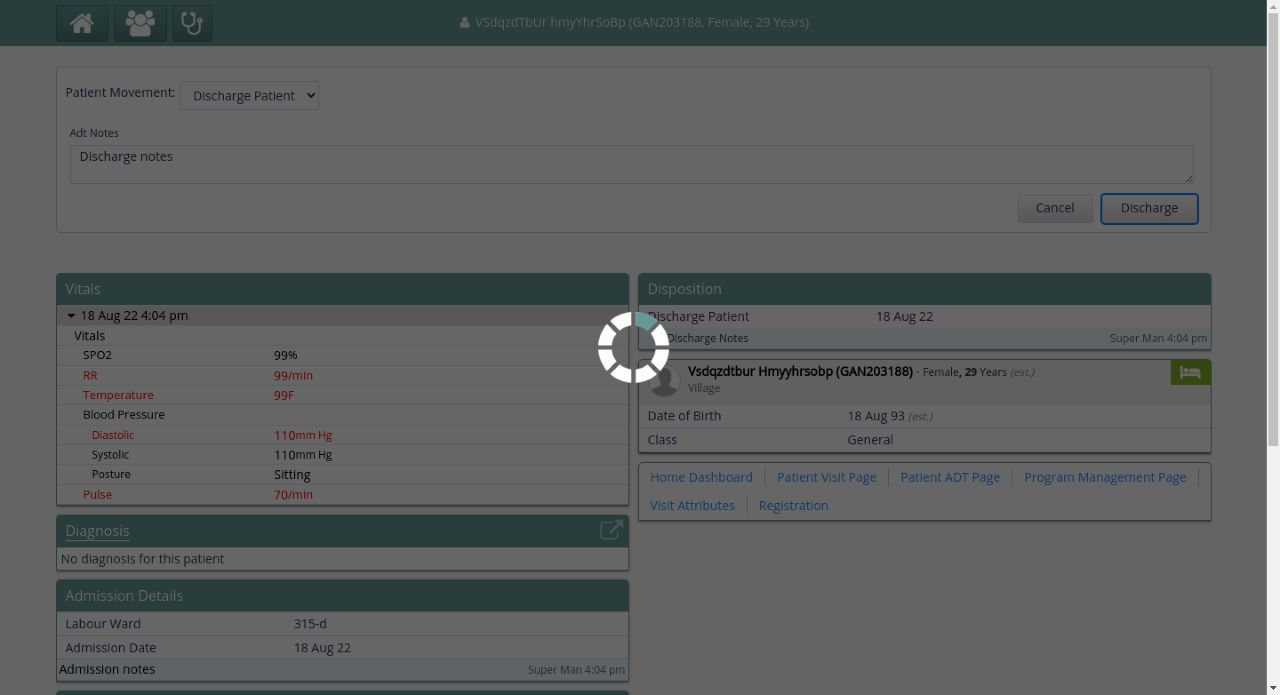 VSdqzdTbUr hmyYhrSoBp (GAN203188, Female, 29 Years)
Patient Movement: Discharge Patient
Adt Notes
Discharge notes
Cancel Discharge
Vitals
18 Aug 22 4:04 pm
Vitals
SPO2 99%
RR 99/min
Temperature 99F
Blood Pressure
Diastolic 110mm Hg
Systolic 110mm Hg
Posture Sitting
Pulse 70/min
Diagnosis
No diagnosis for this patient
Admission Details
Labour Ward 315-d
Admission Date 18 Aug 22
Admission notes Super Man 4:04 pm
Disposition
Discharge Patient 18 Aug 22
Discharge Notes Super Man 4:04 pm
Vsdqzdtbur Hmyyhrsobp (GAN203188) - Female, 29 Years (est.)
Village
Date of Birth 18 Aug 93 (est.)
Class General
Home Dashboard Patient Visit Page Patient ADT Page Program Management Page
Visit Attributes Registration